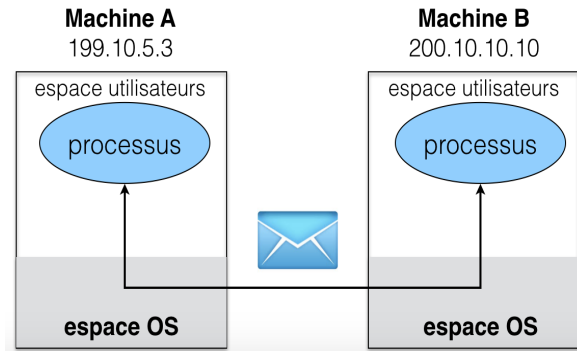 Machine A
199.10.5.3
espace utilisateurs
processus
espace OS
Machine B
200.10.10.10
espace utilisateurs
processus
espace OS